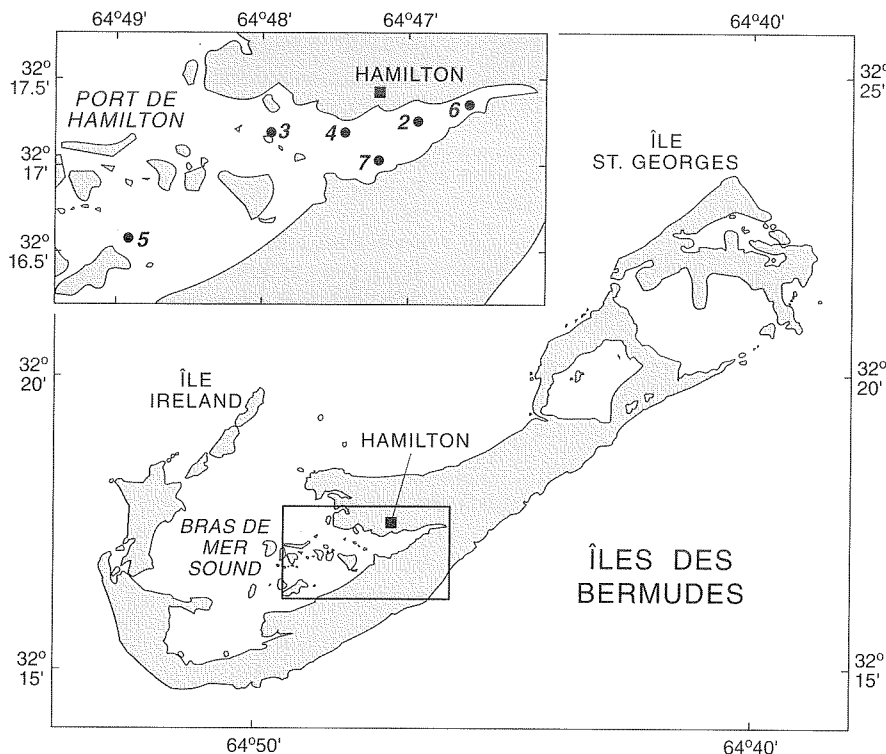 64°49'
64°48'
64°47'
64°40'
32°
17.5'
32°
17'
32°
16.5'
PORT DE
HAMILTON
HAMILTON
3
4
2
6
7
5
32°
25'
ÎLE
ST. GEORGES
32°
20'
32°
20'
ÎLE
IRELAND
HAMILTON
BRAS DE
MER
SOUND
ÎLES DES
BERMUDES
32°
15'
32°
15'
64°50'
64°40'